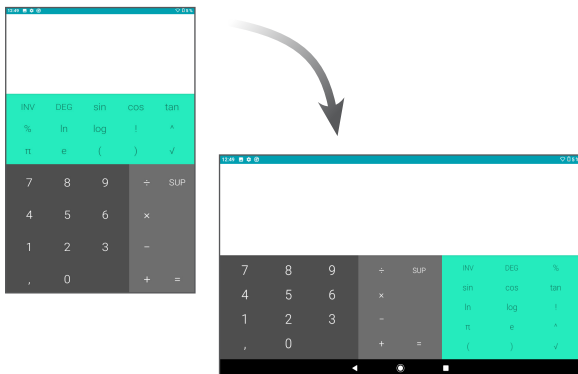 12:49 9%
INV DEG sin cos tan
% ln log ! ^
π e ( ) √
7 8 9 ÷ SUP
4 5 6 ×
1 2 3 −
, 0 + =
12:49
7 8 9 ÷ SUP INV DEG %
4 5 6 × sin cos tan
1 2 3 − ln log !
π e ^
, 0 + = ( ) √